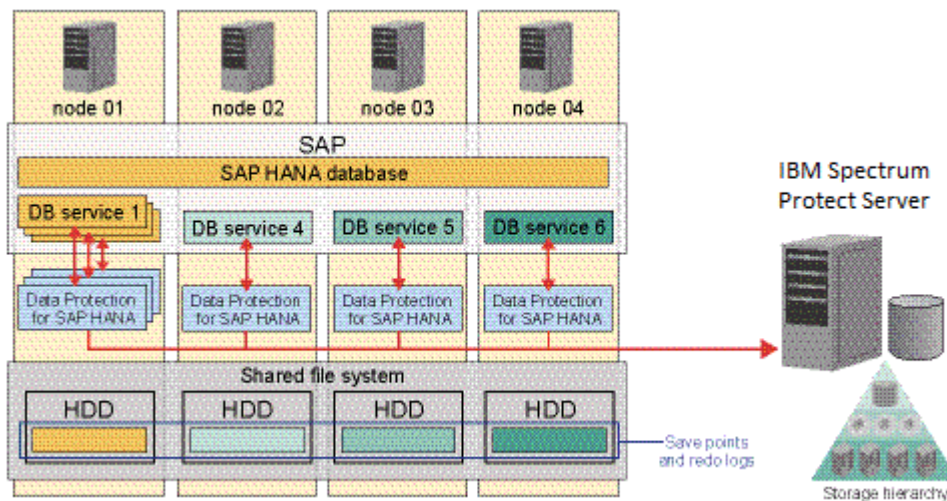 node 01
node 02
node 03
node 04
SAP
SAP HANA database
DB service 1
DB service 4
DB service 5
DB service 6
Data Protection
for SAP HANA
Data Protection
for SAP HANA
Data Protection
for SAP HANA
Data Protection
for SAP HANA
IBM Spectrum
Protect Server
Shared file system
HDD
HDD
HDD
HDD
Save points
and redo logs
Storage hierarchy